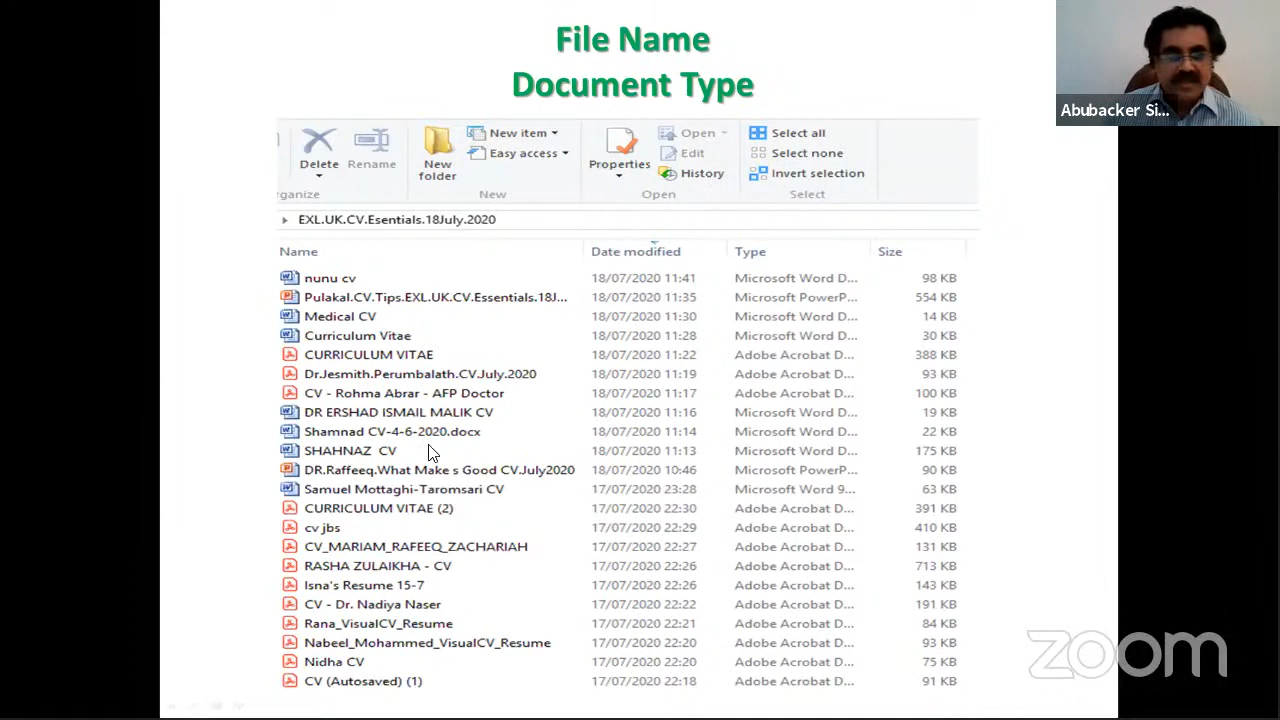 File Name
Document Type
Abubacker Si...
Delete
Rename
New folder
New item
Easy access
Properties
Open
Edit
History
Select all
Select none
Invert selection
rganize
New
Open
Select
EXL.UK.CV.Esentials.18July.2020
Name Date modified Type Size
nunu cv 18/07/2020 11:41 Microsoft Word D... 98 KB
Pulakal.CV.Tips.EXL.UK.CV.Essentials.18J... 18/07/2020 11:35 Microsoft PowerP... 554 KB
Medical CV 18/07/2020 11:30 Microsoft Word D... 14 KB
Curriculum Vitae 18/07/2020 11:28 Microsoft Word D... 30 KB
CURRICULUM VITAE 18/07/2020 11:22 Adobe Acrobat D... 388 KB
Dr.Jesmith.Perumbalath.CV.July.2020 18/07/2020 11:19 Adobe Acrobat D... 93 KB
CV - Rohma Abrar - AFP Doctor 18/07/2020 11:17 Adobe Acrobat D... 100 KB
DR ERSHAD ISMAIL MALIK CV 18/07/2020 11:16 Microsoft Word D... 19 KB
Shamnad CV-4-6-2020.docx 18/07/2020 11:14 Microsoft Word D... 22 KB
SHAHNAZ CV 18/07/2020 11:13 Microsoft Word D... 175 KB
DR.Raffeeq.What Make s Good CV.July2020 18/07/2020 10:46 Microsoft PowerP... 90 KB
Samuel Mottaghi-Taromsari CV 17/07/2020 23:28 Microsoft Word 9... 63 KB
CURRICULUM VITAE (2) 17/07/2020 22:30 Adobe Acrobat D... 391 KB
cv jbs 17/07/2020 22:29 Adobe Acrobat D... 410 KB
CV_MARIAM_RAFEEQ_ZACHARIAH 17/07/2020 22:27 Adobe Acrobat D... 131 KB
RASHA ZULAIKHA - CV 17/07/2020 22:26 Adobe Acrobat D... 713 KB
Isna's Resume 15-7 17/07/2020 22:26 Adobe Acrobat D... 143 KB
CV - Dr. Nadiya Naser 17/07/2020 22:22 Adobe Acrobat D... 191 KB
Rana_VisualCV_Resume 17/07/2020 22:21 Adobe Acrobat D... 84 KB
Nabeel_Mohammed_VisualCV_Resume 17/07/2020 22:20 Adobe Acrobat D... 93 KB
Nidha CV 17/07/2020 22:20 Adobe Acrobat D... 75 KB
CV (Autosaved) (1) 17/07/2020 22:18 Adobe Acrobat D... 91 KB
zoom